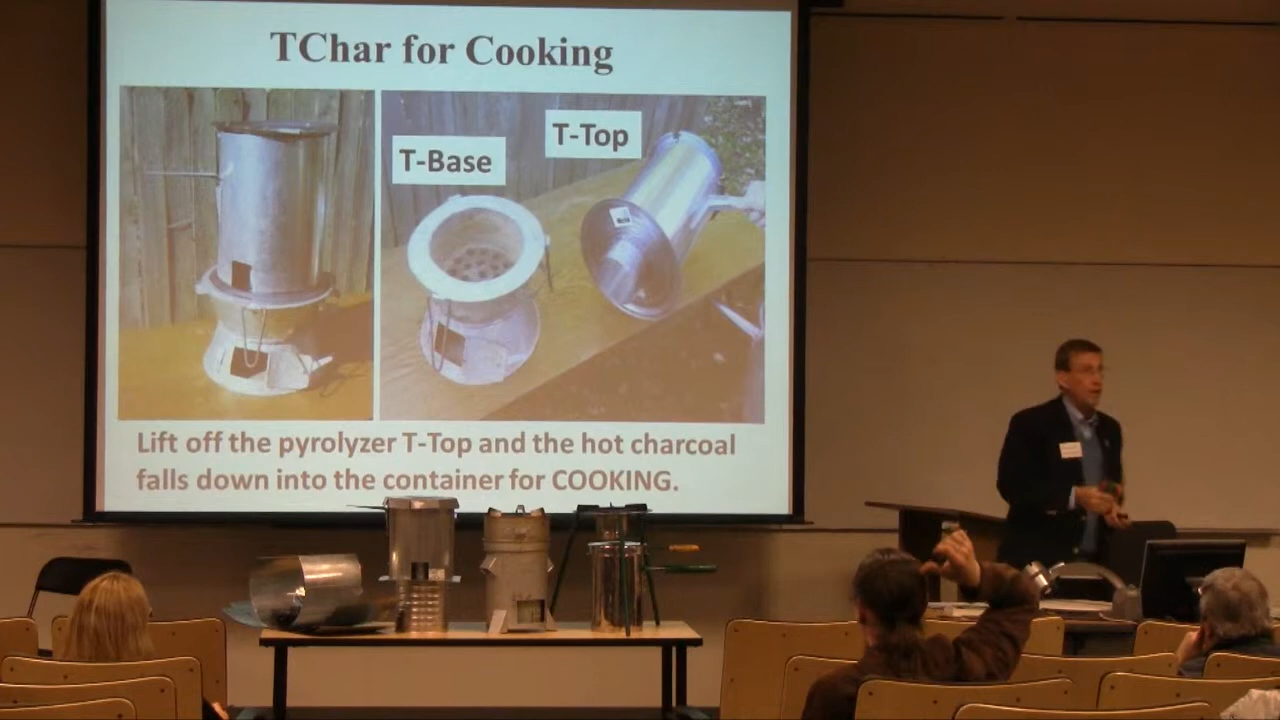 TChar for Cooking
T-Base
T-Top
Lift off the pyrolyzer T-Top and the hot charcoal
falls down into the container for COOKING.